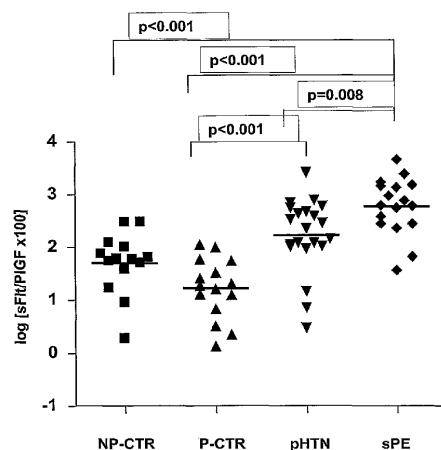 p<0.001
p<0.001
p=0.008
p<0.001
4
3
2
1
0
-1
log [sFlt/PlGF x100]
NP-CTR P-CTR pHTN sPE